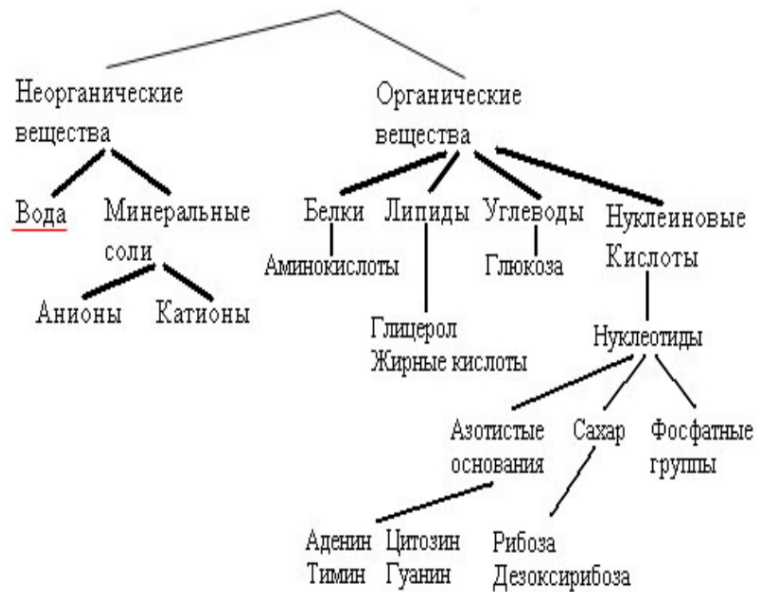 Неорганические
вещества
Органические
вещества
Вода
Минеральные
соли
Белки
Липиды
Углеводы
Нуклеиновые
Кислоты
Аминокислоты
Глюкоза
Анионы
Катионы
Глицерол
Жирные кислоты
Нуклеотиды
Азотистые
основания
Сахар
Фосфатные
группы
Аденин Цитозин
Тимин Гуанин
Рибоза
Дезоксирибоза